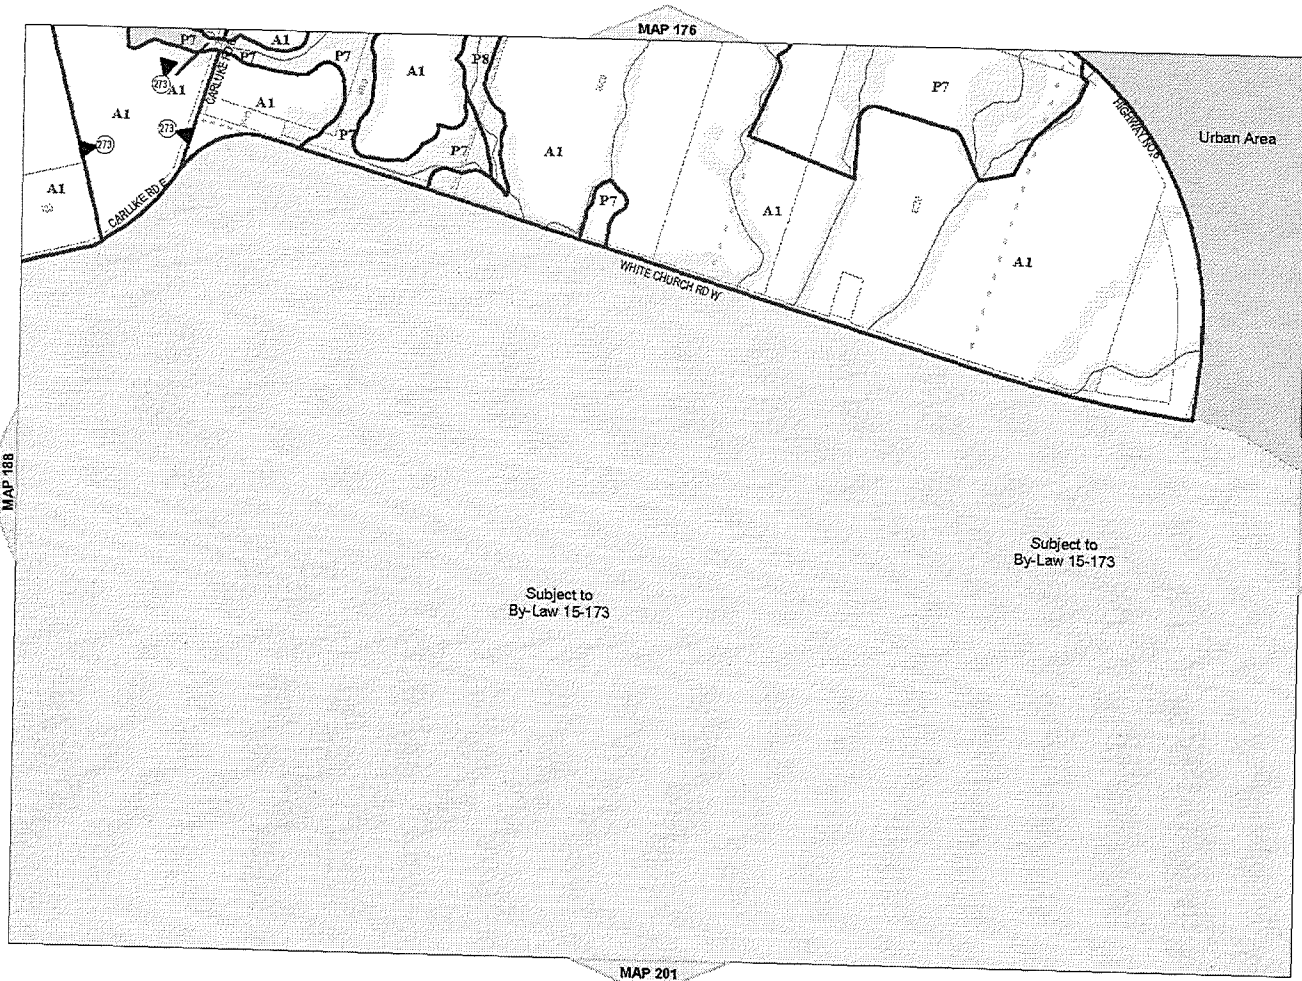 MAP 176
P7
A1
P7
P7
A1
P8
P7
273
A1
CARLUKE RD
A1
A1
273
P7
273
P7
A1
Urban Area
HIGHWAY NO.6
A1
CARLUKE RD E
P7
A1
A1
WHITE CHURCH RD W
MAP 188
Subject to
By-Law 15-173
Subject to
By-Law 15-173
MAP 201